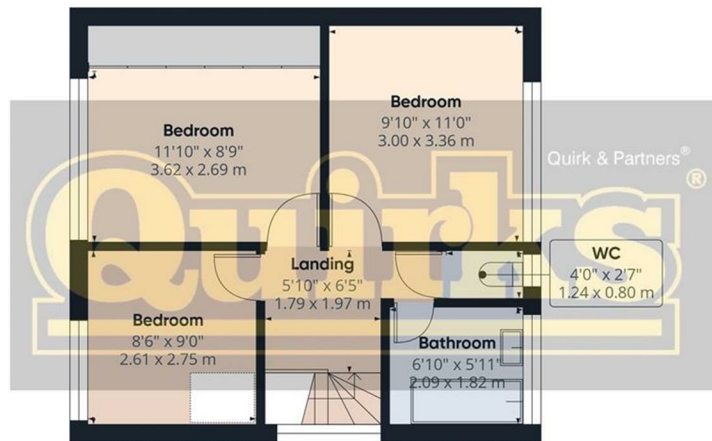 Bedroom
11'10" x 8'9"
3.62 x 2.69 m
Bedroom
9'10" x 11'0"
3.00 x 3.36 m
Quirk & Partners®
Quirks®
Landing
5'10" x 6'5"
1.79 x 1.97 m
WC
4'0" x 2'7"
1.24 x 0.80 m
Bedroom
8'6" x 9'0"
2.61 x 2.75 m
Bathroom
6'10" x 5'11"
2.09 x 1.82 m